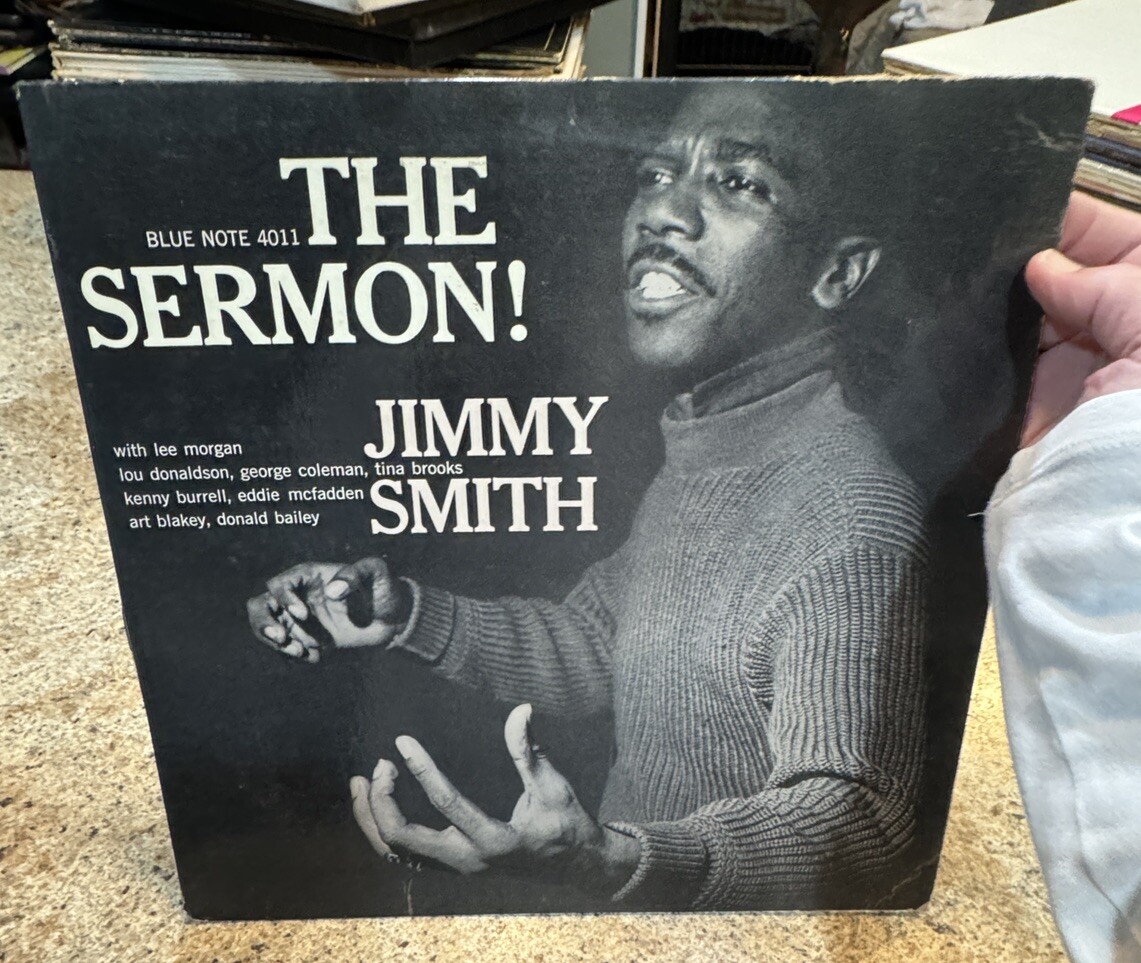 THE
BLUE NOTE 4011
SERMON!
JIMMY
with lee morgan
lou donaldson, george coleman, tina brooks
SMITH
kenny burrell, eddie mcfadden
art blakey, donald bailey